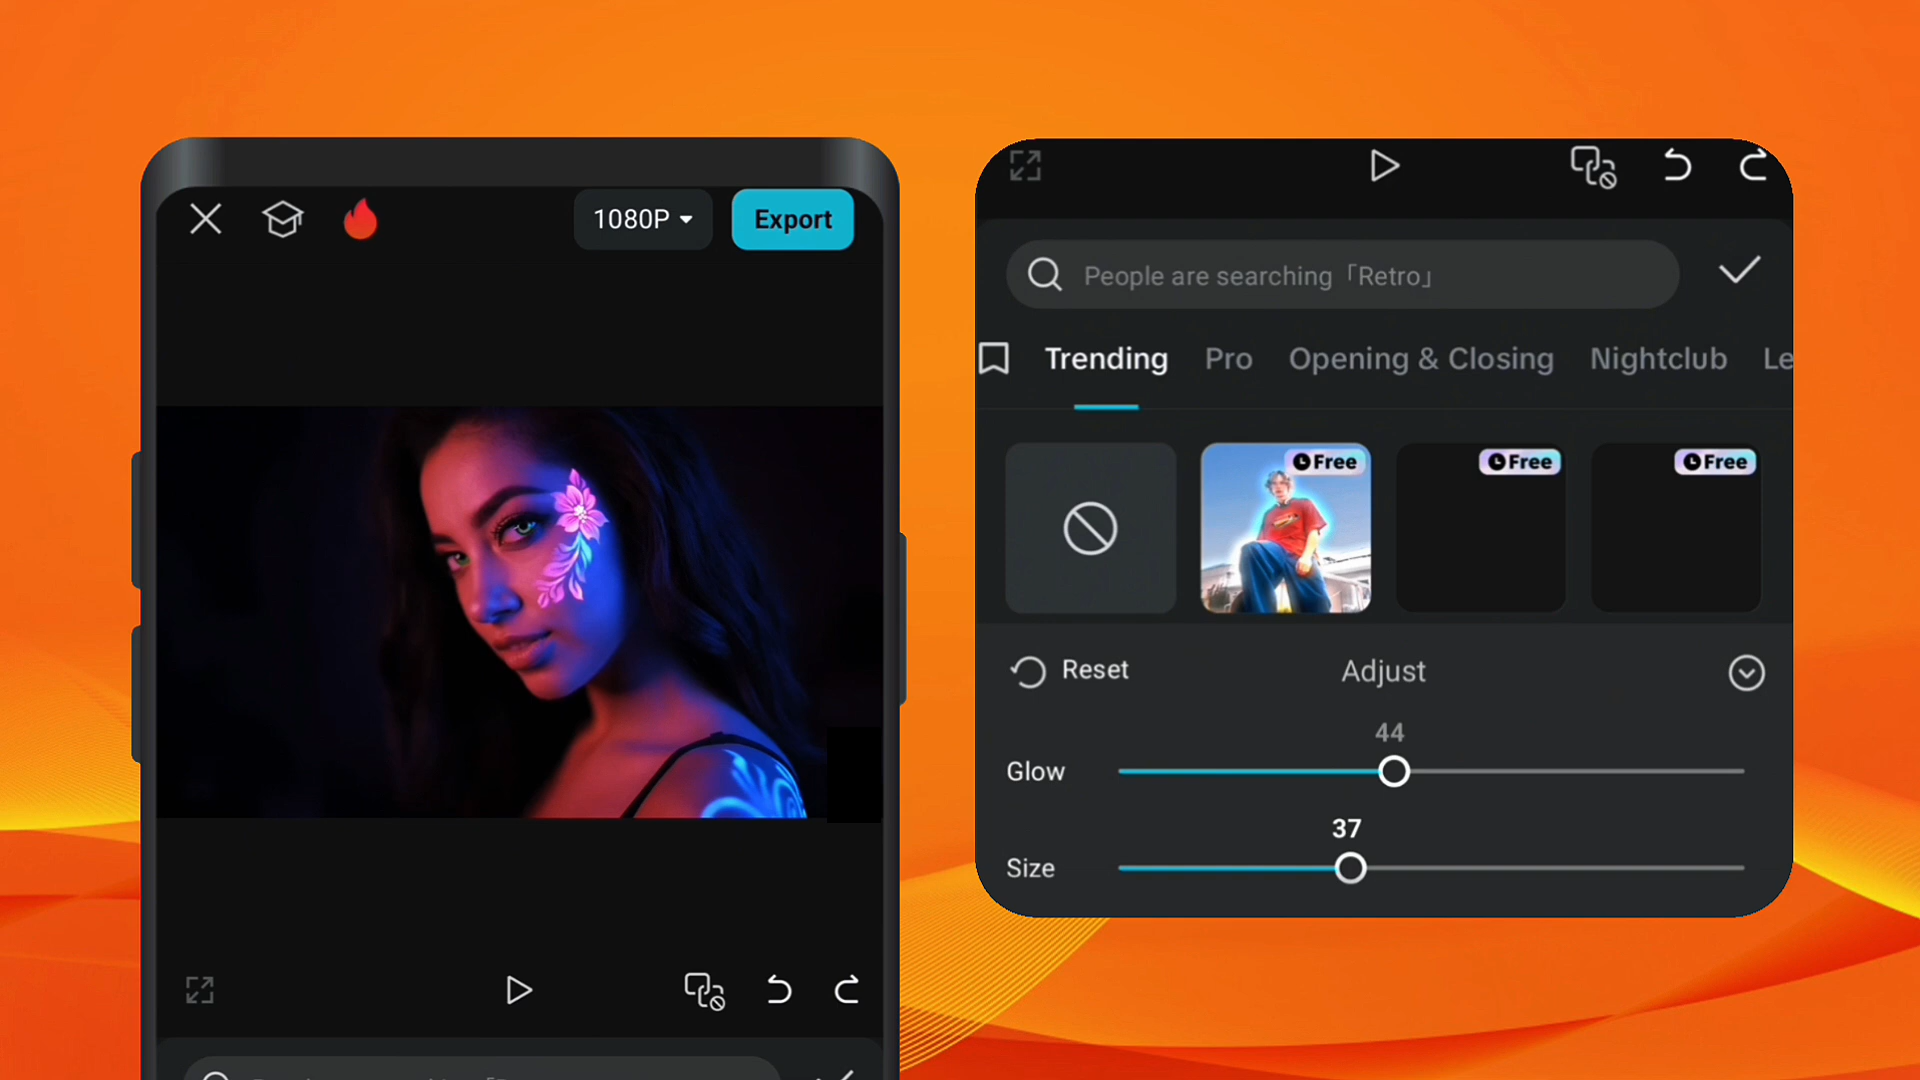 1080P
Export
People are searching「Retro」
Trending
Pro
Opening & Closing
Nightclub
Le
Free
Free
Free
Reset
Adjust
44
Glow
37
Size